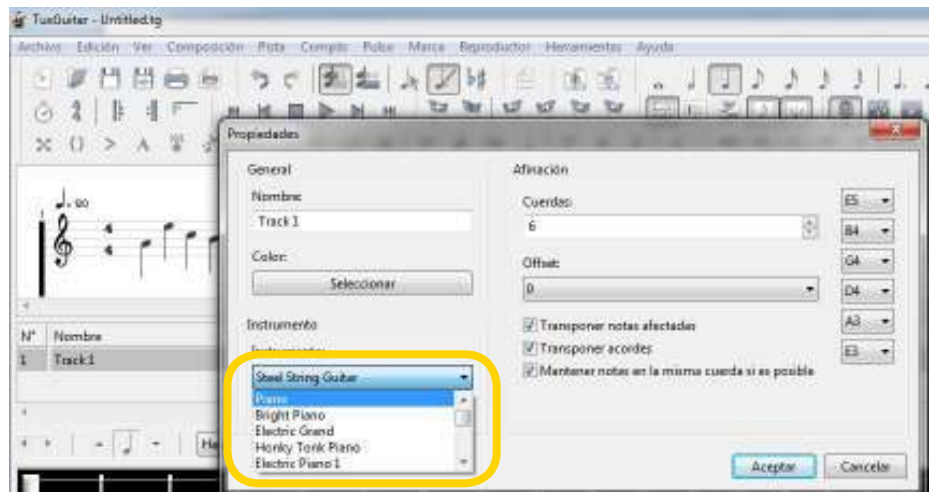 TuxGuitar - Untitled.tg
Archivo Edición Ver Composición Pista Compás Pulso Marca Reproductor Herramientas Ayuda
Propiedades
General
Nombre:
Track 1
Color:
Seleccionar
Instrumento
Instrumento:
Steel String Guitar
Piano
Bright Piano
Electric Grand
Honky Tonk Piano
Electric Piano 1
Afinación
Cuerdas:
6
Offset:
0
Transponer notas afectadas
Transponer acordes
Mantener notas en la misma cuerda si es posible
E5
B4
G4
D4
A3
E3
Aceptar
Cancelar
N° Nombre
1 Track 1